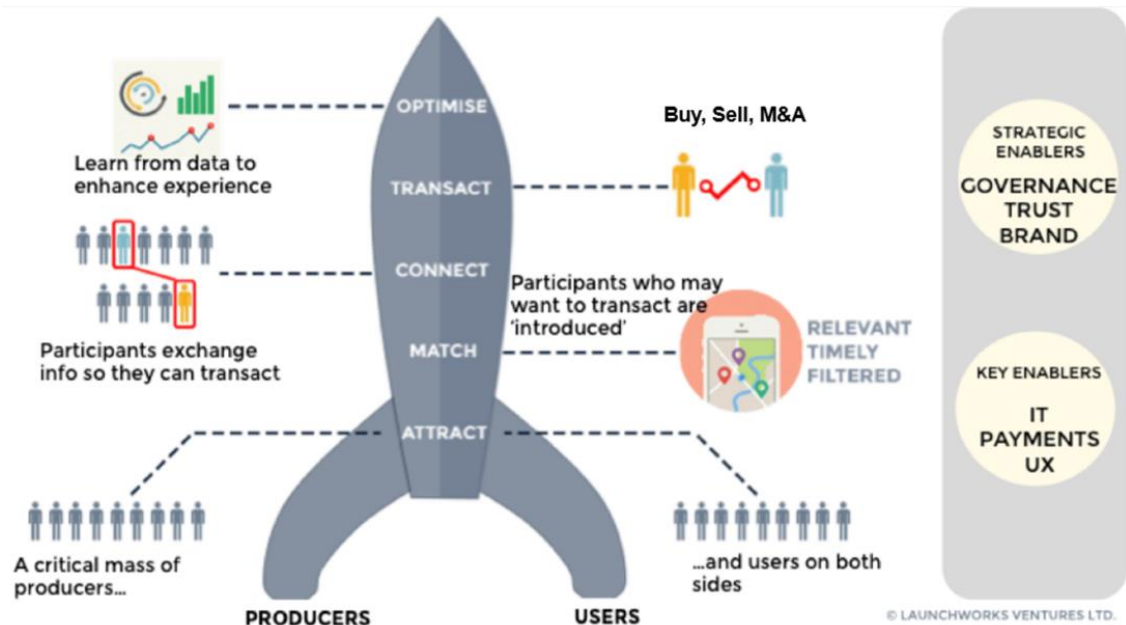 OPTIMISE
Learn from data to
enhance experience
Buy, Sell, M&A
TRANSACT
CONNECT
Participants exchange
info so they can transact
Participants who may
want to transact are
‘introduced’
MATCH
RELEVANT
TIMELY
FILTERED
ATTRACT
A critical mass of
producers...
...and users on both
sides
PRODUCERS
USERS
STRATEGIC
ENABLERS
GOVERNANCE
TRUST
BRAND
KEY ENABLERS
IT
PAYMENTS
UX
© LAUNCHWORKS VENTURES LTD.